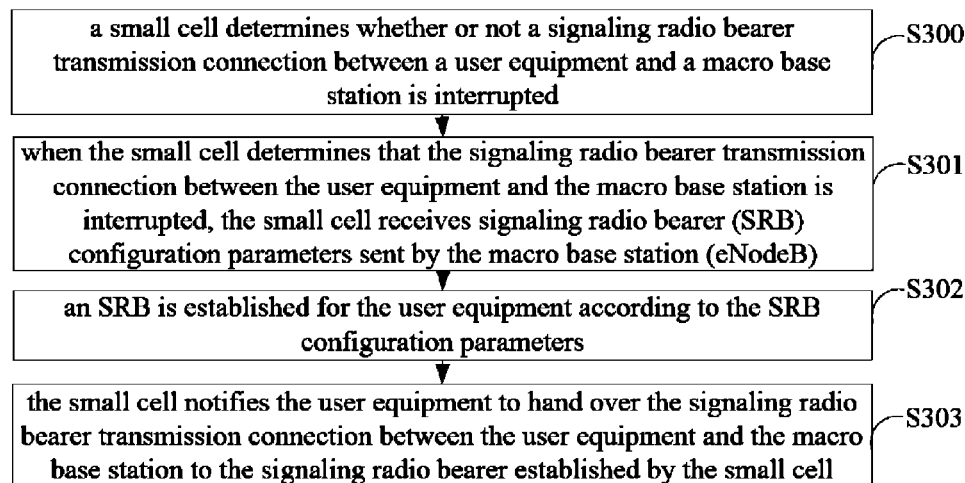 a small cell determines whether or not a signaling radio bearer
transmission connection between a user equipment and a macro base
station is interrupted
S300
when the small cell determines that the signaling radio bearer transmission
connection between the user equipment and the macro base station is
interrupted, the small cell receives signaling radio bearer (SRB)
configuration parameters sent by the macro base station (eNodeB)
S301
an SRB is established for the user equipment according to the SRB
configuration parameters
S302
the small cell notifies the user equipment to hand over the signaling radio
bearer transmission connection between the user equipment and the macro
base station to the signaling radio bearer established by the small cell
S303